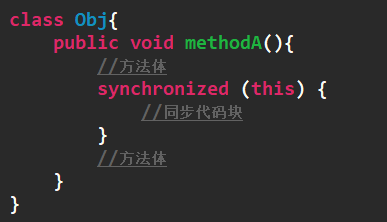 class Obj{
    public void methodA(){
        //方法体
        synchronized (this) {
            //同步代码块
        }
        //方法体
    }
}